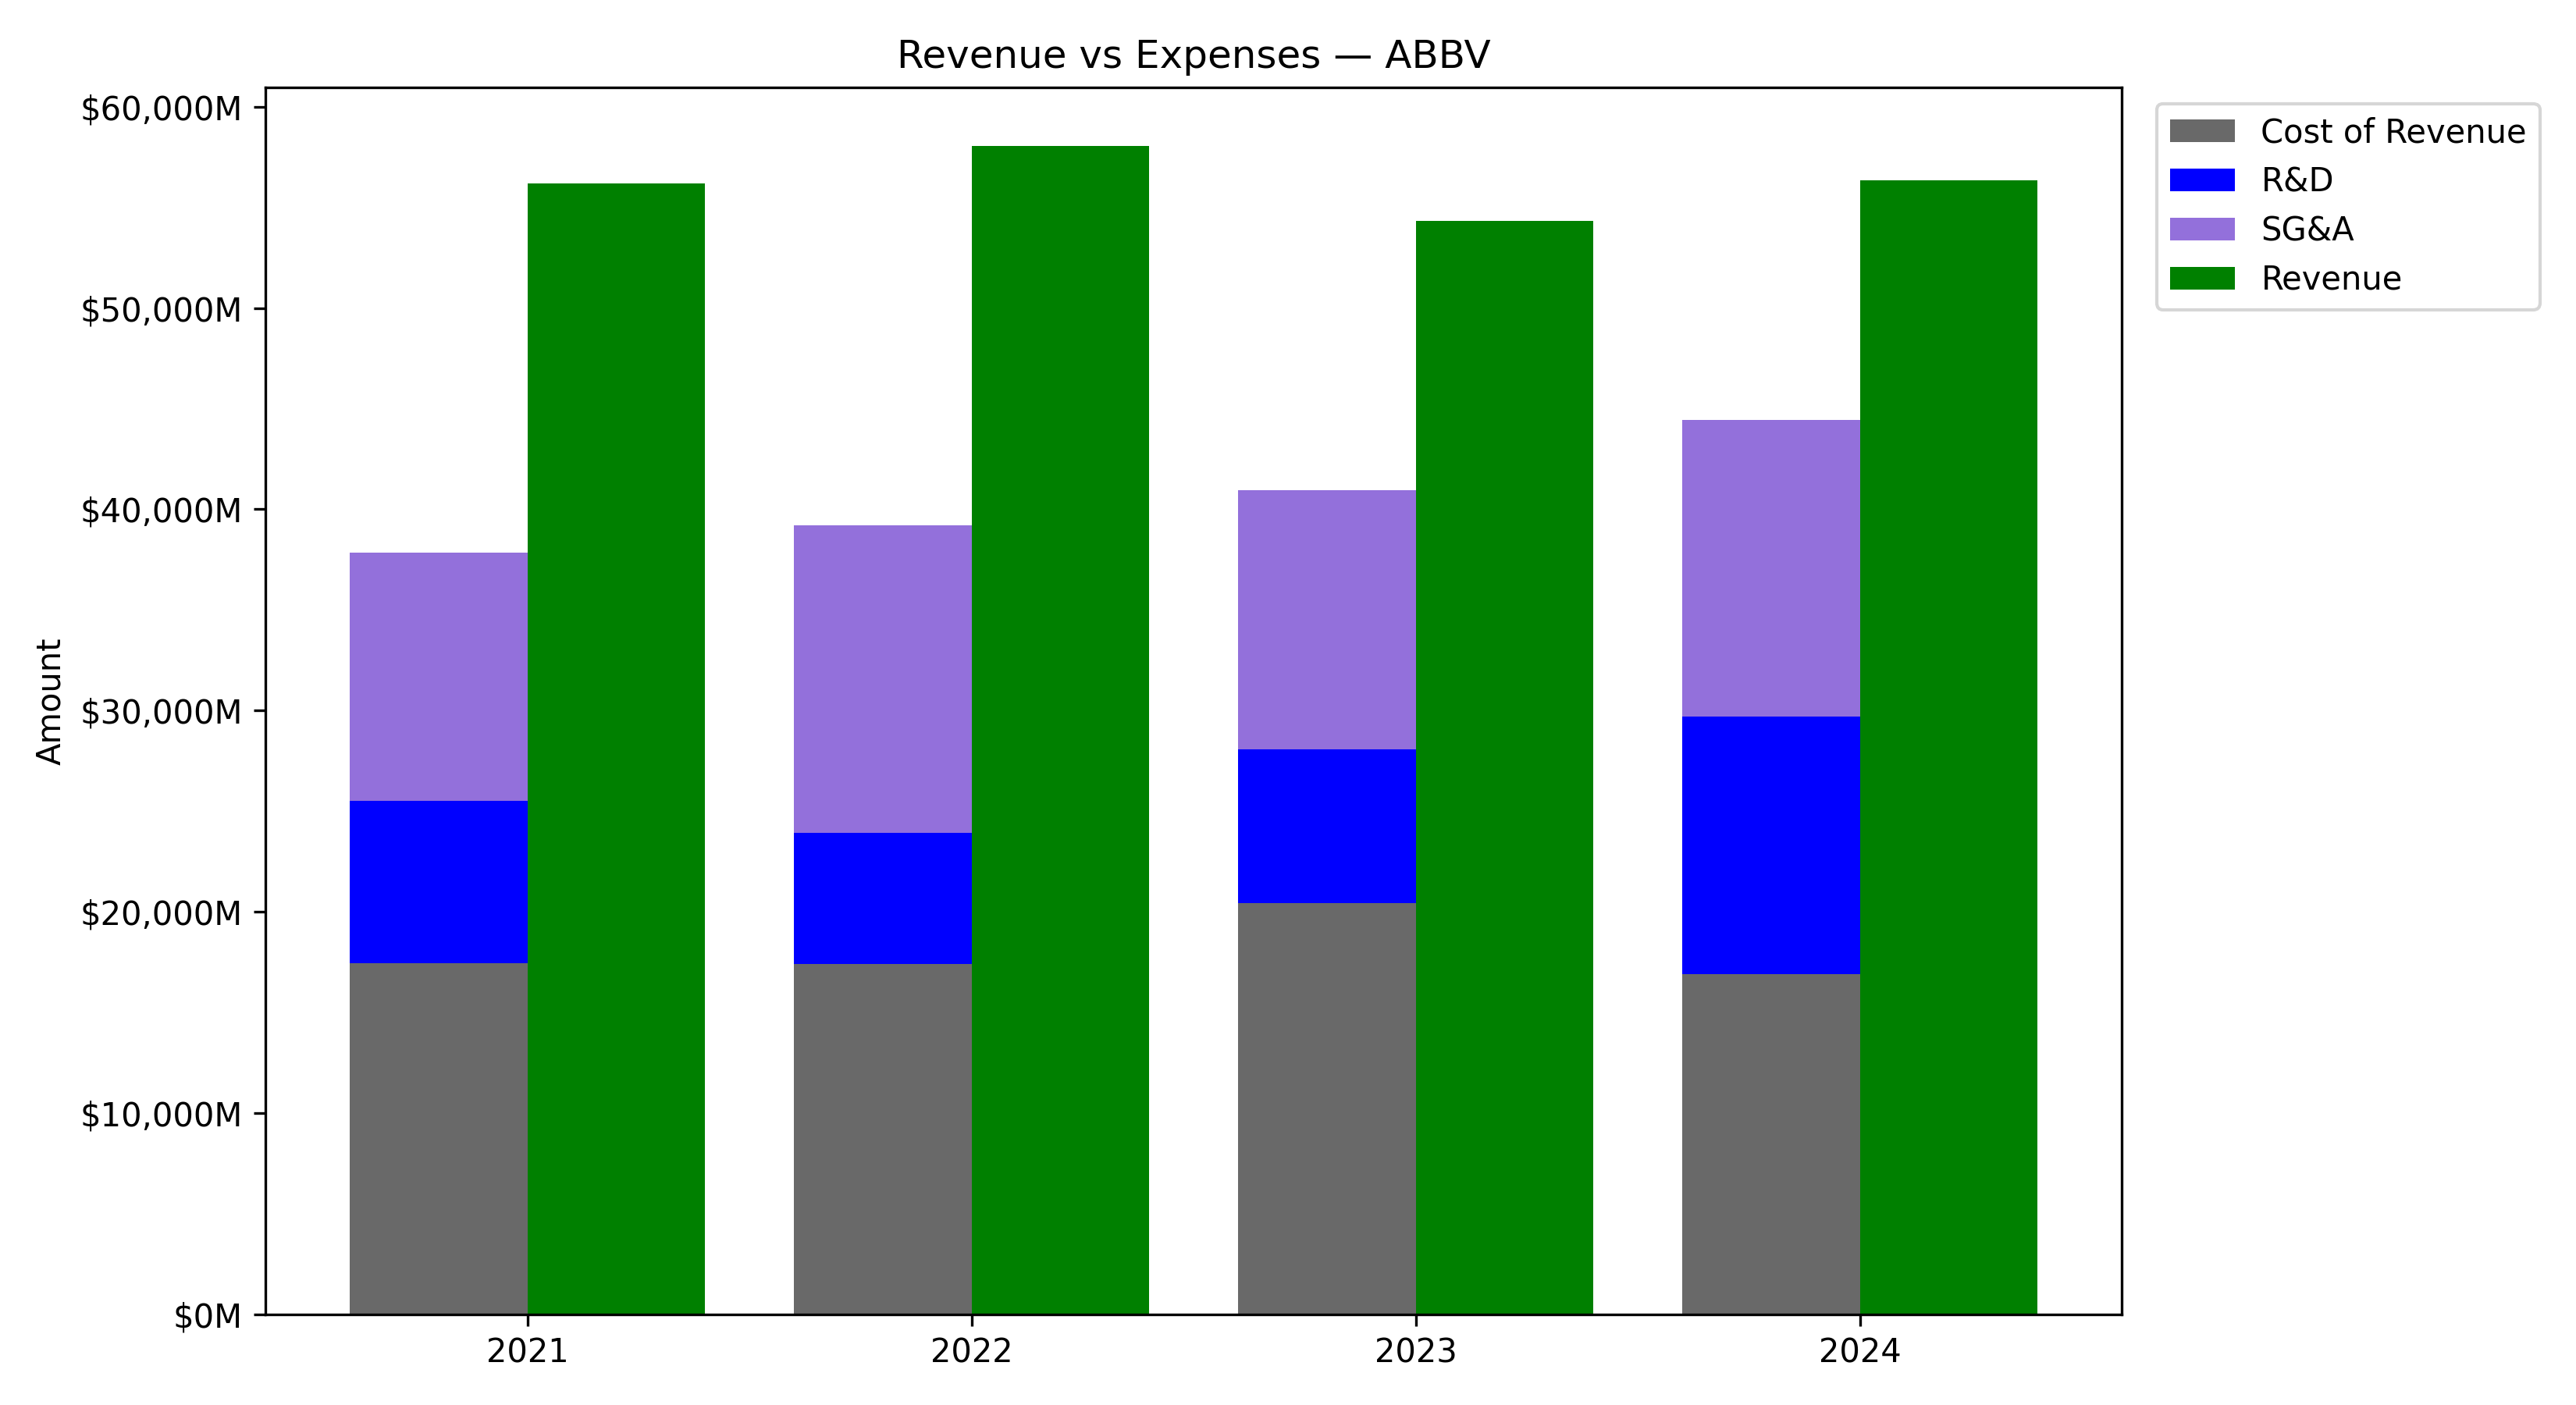 Revenue vs Expenses — ABBV
$60,000M
$50,000M
$40,000M
$30,000M
$20,000M
$10,000M
$0M
Amount
2021
2022
2023
2024
Cost of Revenue
R&D
SG&A
Revenue